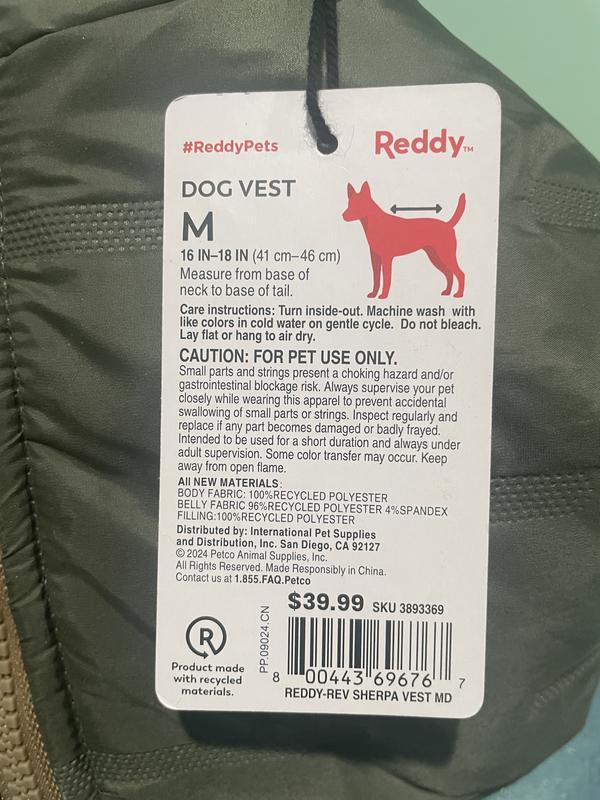 #ReddyPets
Reddy™
DOG VEST
M
16 IN–18 IN (41 cm–46 cm)
Measure from base of
neck to base of tail.
Care instructions: Turn inside-out. Machine wash with
like colors in cold water on gentle cycle. Do not bleach.
Lay flat or hang to air dry.
CAUTION: FOR PET USE ONLY.
Small parts and strings present a choking hazard and/or
gastrointestinal blockage risk. Always supervise your pet
closely while wearing this apparel to prevent accidental
swallowing of small parts or strings. Inspect regularly and
replace if any part becomes damaged or badly frayed.
Intended to be used for a short duration and always under
adult supervision. Some color transfer may occur. Keep
away from open flame.
All NEW MATERIALS:
BODY FABRIC: 100%RECYCLED POLYESTER
BELLY FABRIC 96%RECYCLED POLYESTER 4%SPANDEX
FILLING:100%RECYCLED POLYESTER
Distributed by: International Pet Supplies
and Distribution, Inc. San Diego, CA 92127
© 2024 Petco Animal Supplies, Inc.
All Rights Reserved. Made Responsibly in China.
Contact us at 1.855.FAQ.Petco
$39.99 SKU 3893369
R
Product made
with recycled
materials.
PP.09024.CN
8 00443 69676 7
REDDY-REV SHERPA VEST MD